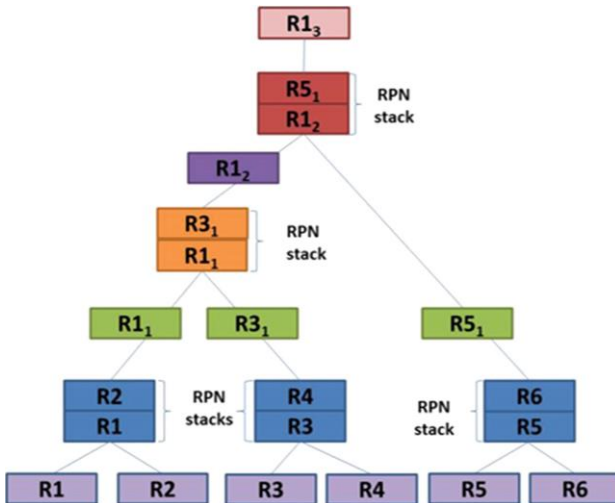 R1₃
R5₁
R1₂
RPN
stack
R1₂
R3₁
R1₁
RPN
stack
R1₁
R3₁
R5₁
R2
R1
RPN
stacks
R4
R3
RPN
stack
R6
R5
R1
R2
R3
R4
R5
R6